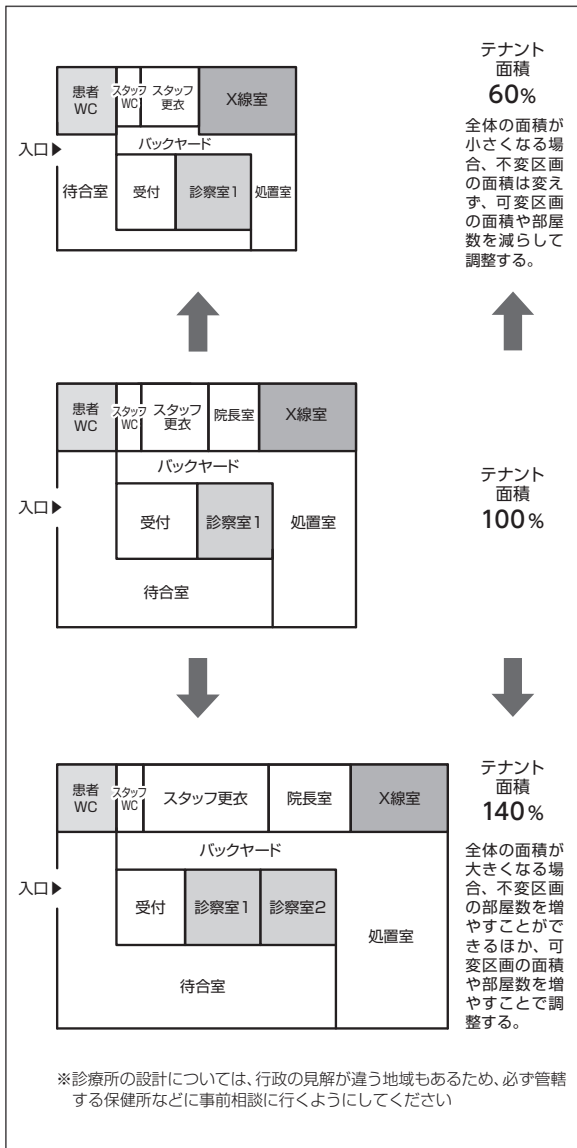 テナント
面積
60%
全体の面積が
小さくなる場
合、不変区画
の面積は変え
ず、可変区画
の面積や部屋
数を減らして
調整する。
患者
WC
スタッフ
WC
スタッフ
更衣
X線室
バックヤード
入口▶
待合室
受付
診察室1
処置室
テナント
面積
100%
患者
WC
スタッフ
WC
スタッフ
更衣
院長室
X線室
バックヤード
入口▶
受付
診察室1
処置室
待合室
テナント
面積
140%
全体の面積が
大きくなる場
合、不変区画
の部屋数を増
やすことがで
きるほか、可
変区画の面積
や部屋数を増
やすことで調
整する。
患者
WC
スタッフ
WC
スタッフ更衣
院長室
X線室
バックヤード
入口▶
受付
診察室1
診察室2
処置室
待合室
※診療所の設計については、行政の見解が違う地域もあるため、必ず管轄
する保健所などに事前相談に行くようにしてください